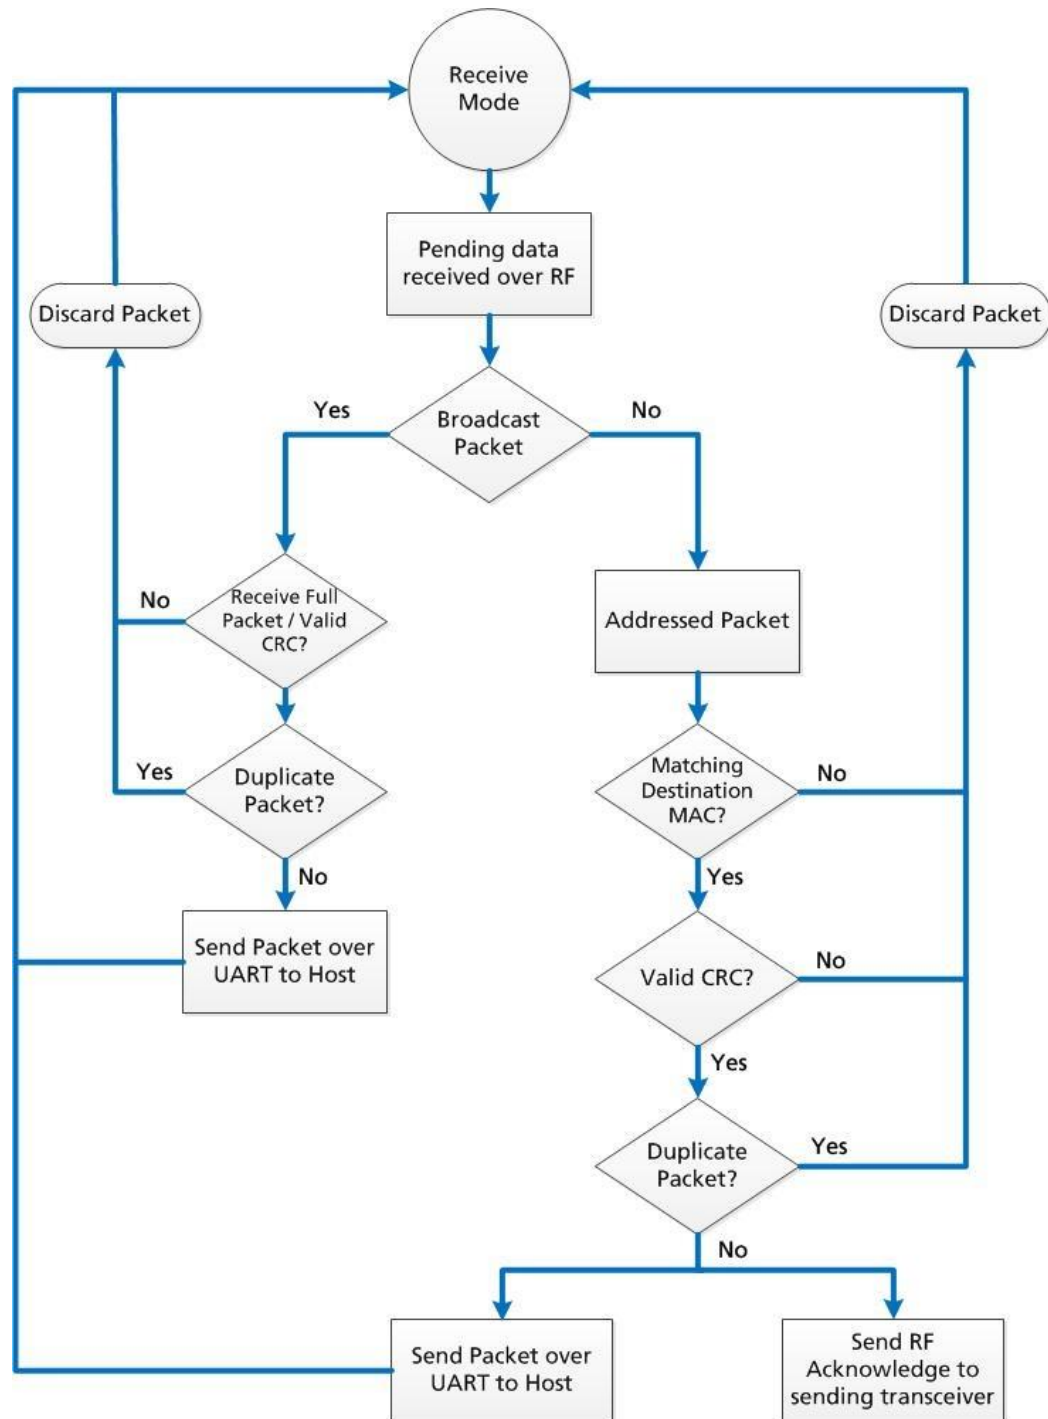 Receive
Mode
Pending data
received over RF
Discard Packet
Discard Packet
Yes
Broadcast
Packet
No
No
Receive Full
Packet / Valid
CRC?
Addressed Packet
Yes
Duplicate
Packet?
Matching
Destination
MAC?
No
No
Yes
Send Packet over
UART to Host
Valid CRC?
No
Yes
Duplicate
Packet?
Yes
No
Send Packet over
UART to Host
Send RF
Acknowledge to
sending transceiver